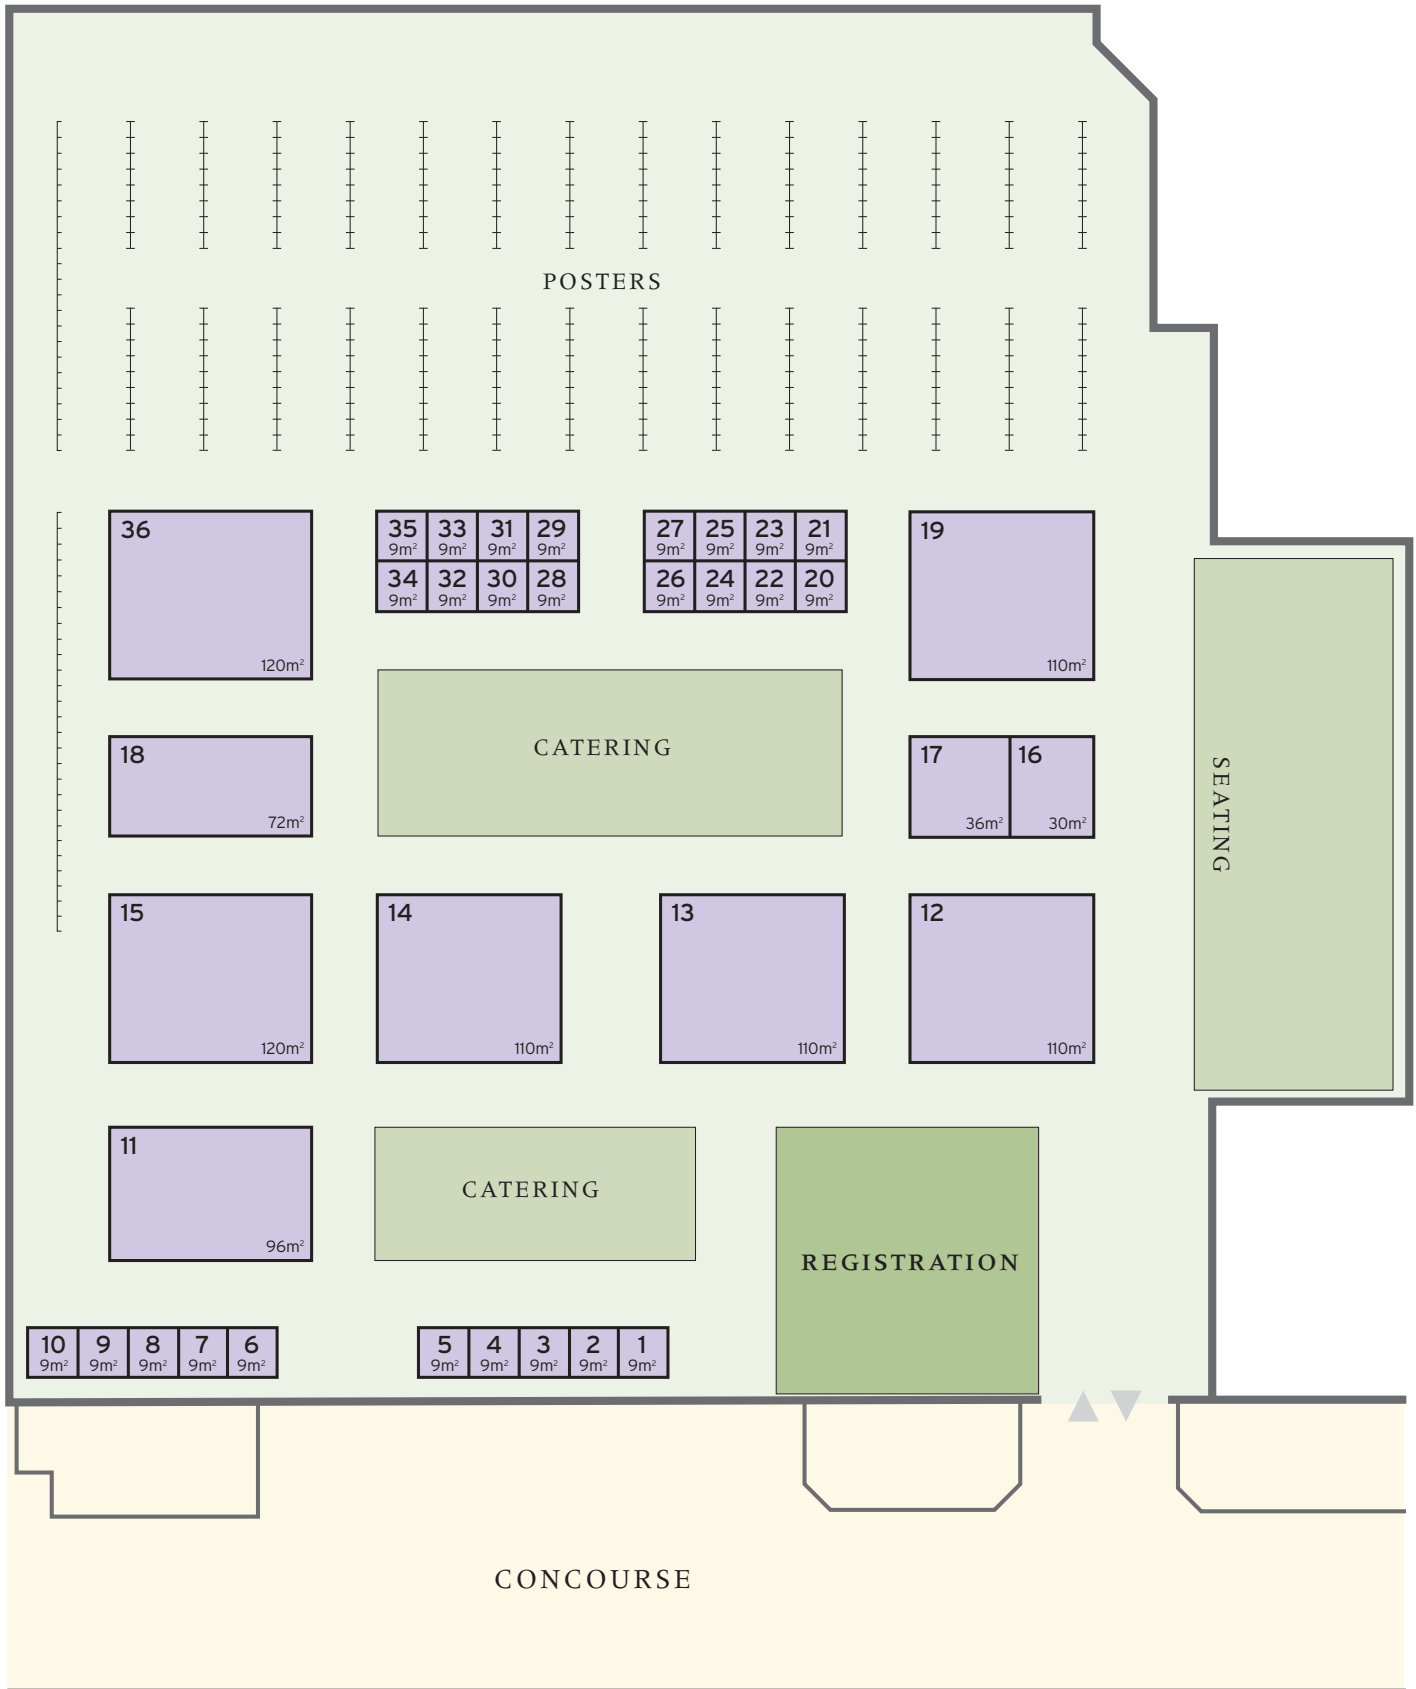 POSTERS
36
120m²
35 33 31 29
9m² 9m² 9m² 9m²
34 32 30 28
9m² 9m² 9m² 9m²
27 25 23 21
9m² 9m² 9m² 9m²
26 24 22 20
9m² 9m² 9m² 9m²
19
110m²
CATERING
18
72m²
17
36m²
16
30m²
SEATING
15
120m²
14
110m²
13
110m²
12
110m²
11
96m²
CATERING
REGISTRATION
10 9 8 7 6
9m² 9m² 9m² 9m² 9m²
5 4 3 2 1
9m² 9m² 9m² 9m² 9m²
CONCOURSE